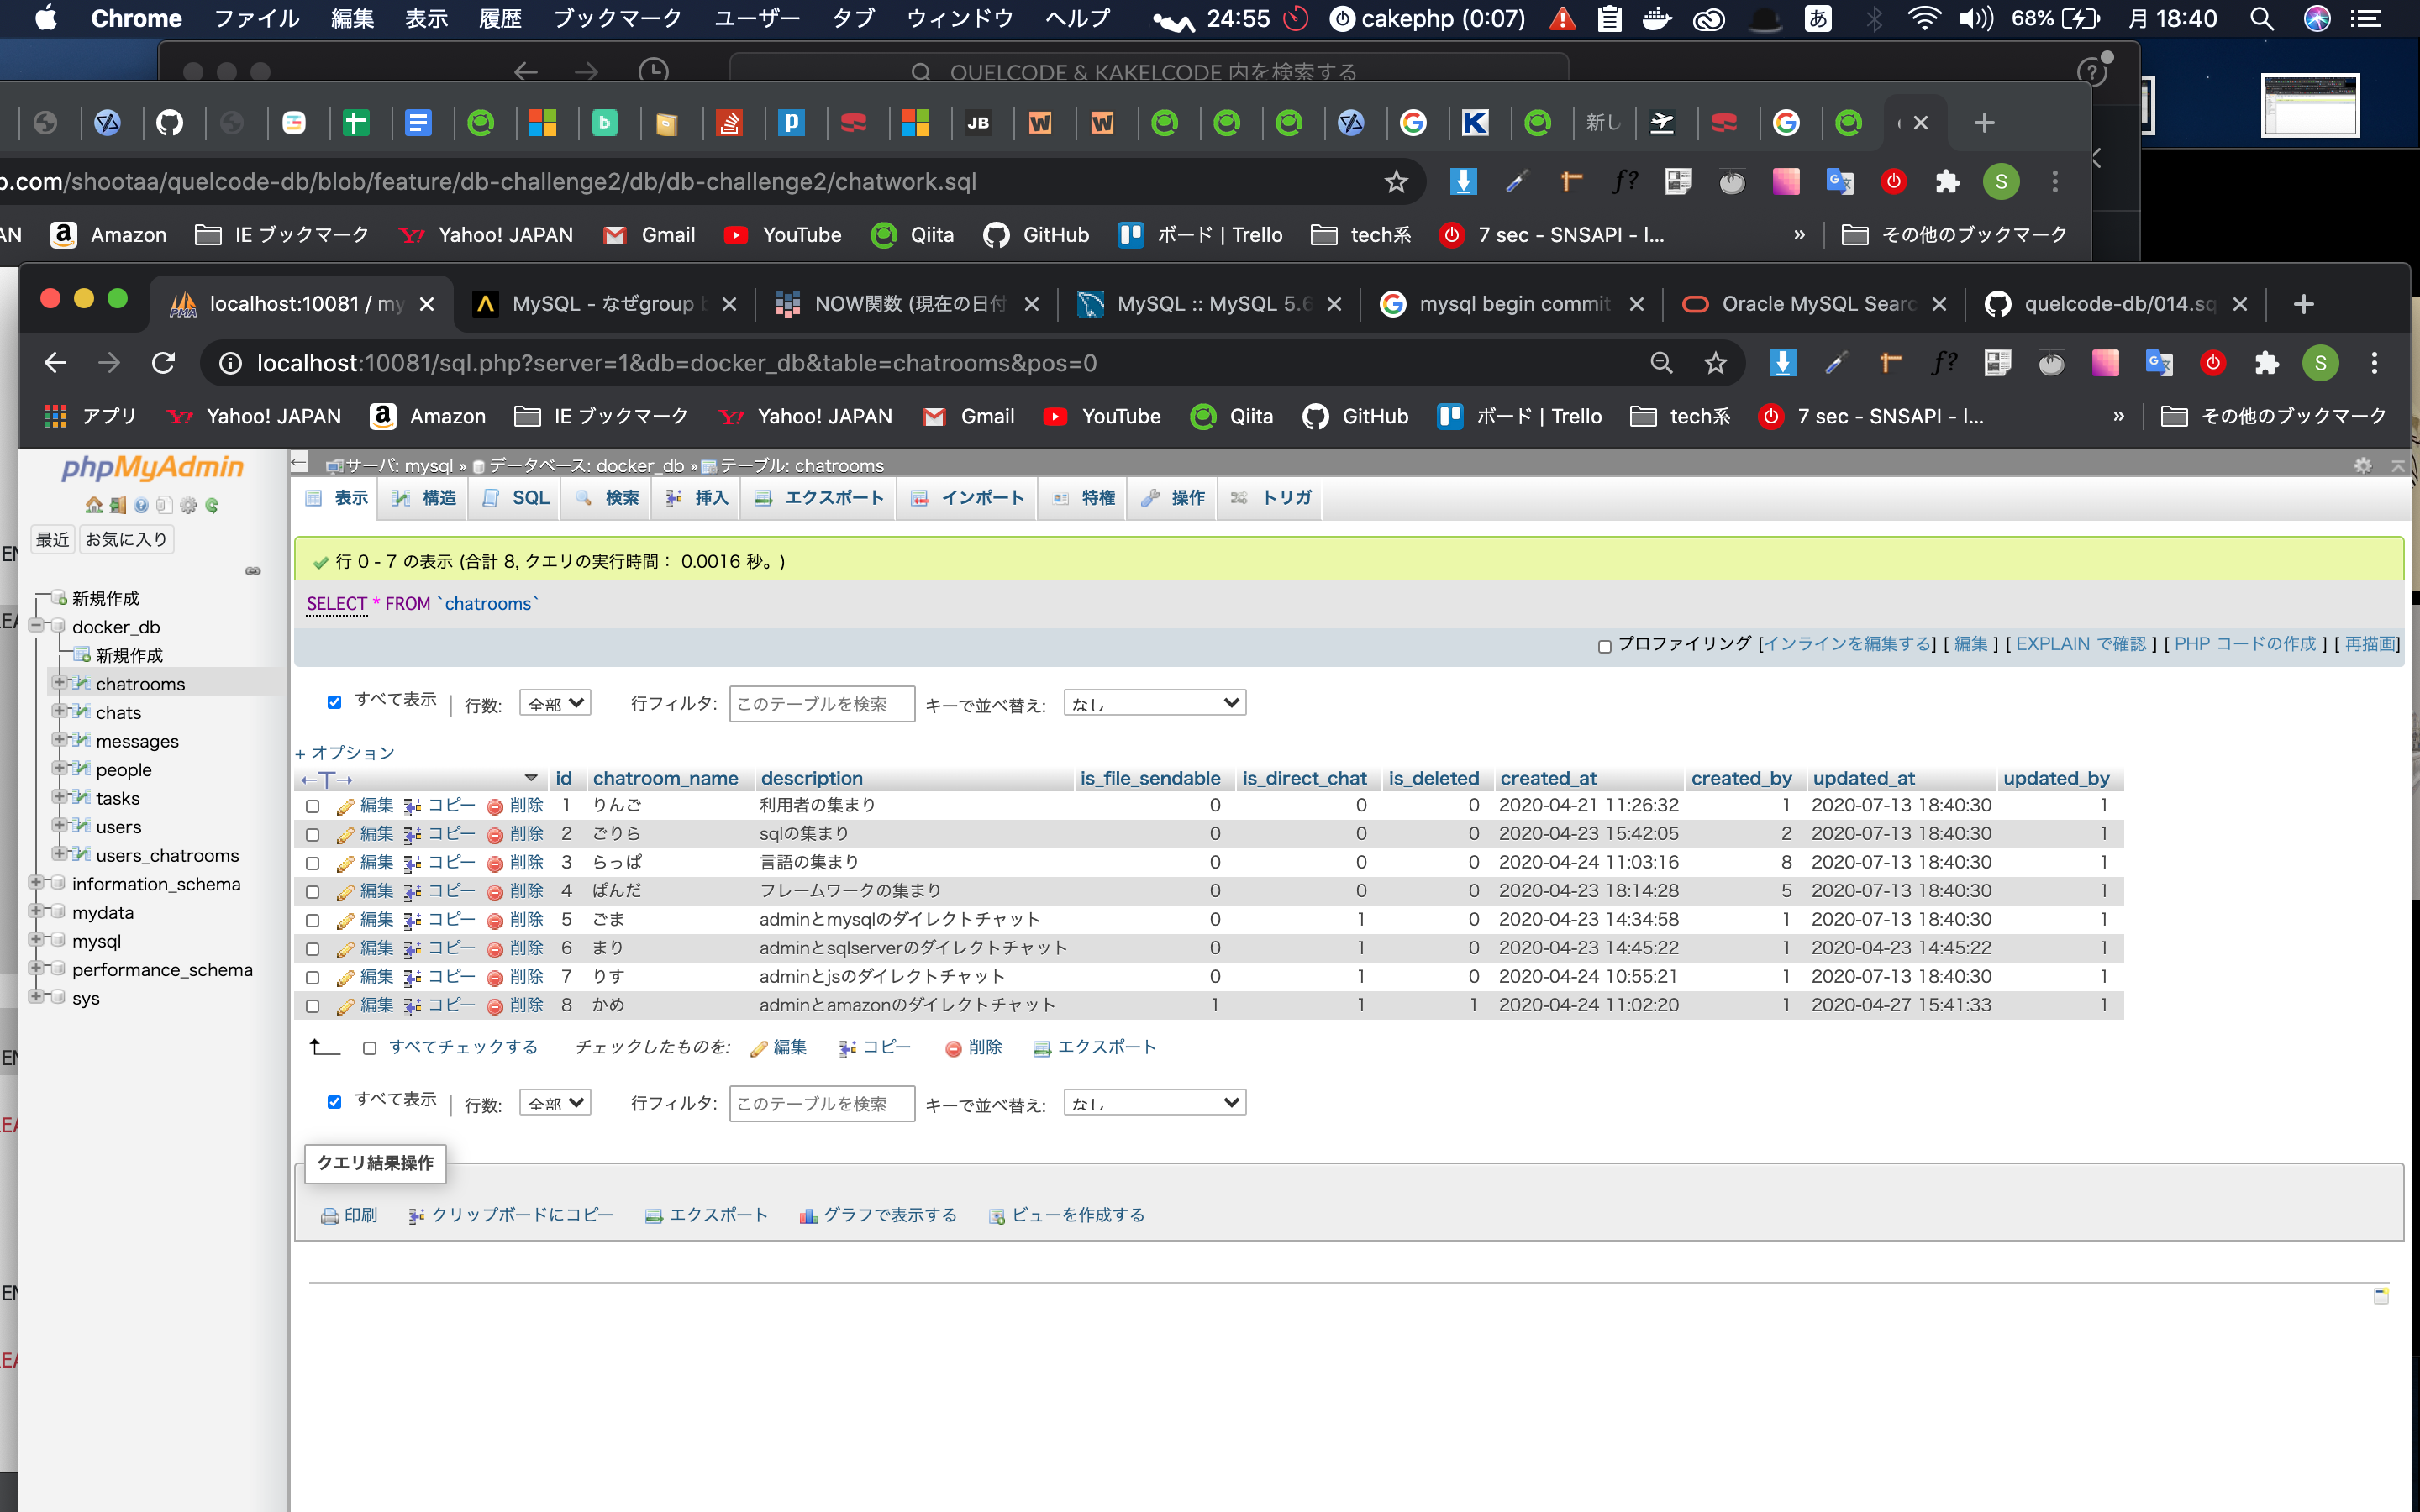 Chrome ファイル 編集 表示 履歴 ブックマーク ユーザー タブ ウィンドウ ヘルプ 24:55 cakephp (0:07) あ 68% 月 18:40
QUELCODE & KAKELCODE 内を検索する
JB 新し
o.com/shootaa/quelcode-db/blob/feature/db-challenge2/db/db-challenge2/chatwork.sql S
AN Amazon IE ブックマーク Yahoo! JAPAN Gmail YouTube Qiita GitHub ボード | Trello tech系 7 sec - SNSAPI - I... » その他のブックマーク
localhost:10081 / my MySQL - なぜgroup b NOW関数 (現在の日付 MySQL :: MySQL 5.6 mysql begin commit Oracle MySQL Searc quelcode-db/014.sq
localhost:10081/sql.php?server=1&db=docker_db&table=chatrooms&pos=0 S
アプリ Yahoo! JAPAN Amazon IE ブックマーク Yahoo! JAPAN Gmail YouTube Qiita GitHub ボード | Trello tech系 7 sec - SNSAPI - I... » その他のブックマーク
phpMyAdmin
最近 お気に入り
新規作成
docker_db
新規作成
chatrooms
chats
messages
people
tasks
users
users_chatrooms
information_schema
mydata
mysql
performance_schema
sys
サーバ: mysql » データベース: docker_db » テーブル: chatrooms
表示 構造 SQL 検索 挿入 エクスポート インポート 特権 操作 トリガ
行 0 - 7 の表示 (合計 8, クエリの実行時間： 0.0016 秒。)
SELECT * FROM `chatrooms`
プロファイリング [インラインを編集する] [ 編集 ] [ EXPLAIN で確認 ] [ PHP コードの作成 ] [ 再描画]
すべて表示 | 行数: 全部 行フィルタ: このテーブルを検索 キーで並べ替え: なし
+ オプション
←T→ id chatroom_name description is_file_sendable is_direct_chat is_deleted created_at created_by updated_at updated_by
編集 コピー 削除 1 りんご 利用者の集まり 0 0 0 2020-04-21 11:26:32 1 2020-07-13 18:40:30 1
編集 コピー 削除 2 ごりら sqlの集まり 0 0 0 2020-04-23 15:42:05 2 2020-07-13 18:40:30 1
編集 コピー 削除 3 らっぱ 言語の集まり 0 0 0 2020-04-24 11:03:16 8 2020-07-13 18:40:30 1
編集 コピー 削除 4 ぱんだ フレームワークの集まり 0 0 0 2020-04-23 18:14:28 5 2020-07-13 18:40:30 1
編集 コピー 削除 5 ごま adminとmysqlのダイレクトチャット 0 1 0 2020-04-23 14:34:58 1 2020-07-13 18:40:30 1
編集 コピー 削除 6 まり adminとsqlserverのダイレクトチャット 0 1 0 2020-04-23 14:45:22 1 2020-04-23 14:45:22 1
編集 コピー 削除 7 りす adminとjsのダイレクトチャット 0 1 0 2020-04-24 10:55:21 1 2020-07-13 18:40:30 1
編集 コピー 削除 8 かめ adminとamazonのダイレクトチャット 1 1 1 2020-04-24 11:02:20 1 2020-04-27 15:41:33 1
すべてチェックする チェックしたものを: 編集 コピー 削除 エクスポート
すべて表示 | 行数: 全部 行フィルタ: このテーブルを検索 キーで並べ替え: なし
クエリ結果操作
印刷 クリップボードにコピー エクスポート グラフで表示する ビューを作成する